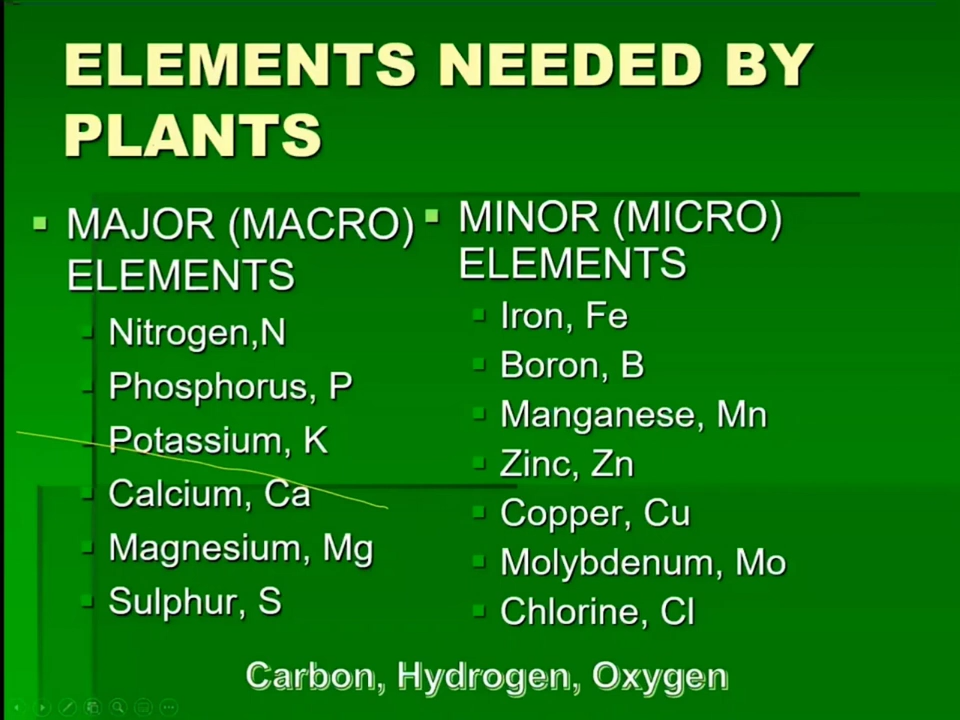 ELEMENTS NEEDED BY
PLANTS
MAJOR (MACRO)
ELEMENTS
Nitrogen,N
Phosphorus, P
Potassium, K
Calcium, Ca
Magnesium, Mg
Sulphur, S
MINOR (MICRO)
ELEMENTS
Iron, Fe
Boron, B
Manganese, Mn
Zinc, Zn
Copper, Cu
Molybdenum, Mo
Chlorine, Cl
Carbon, Hydrogen, Oxygen